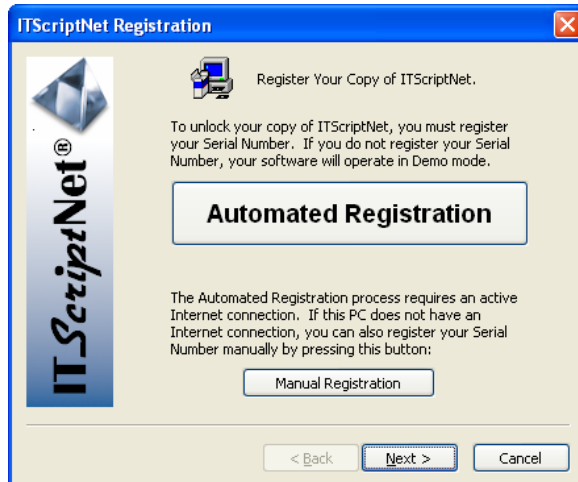 ITScriptNet Registration
ITScriptNet®
Register Your Copy of ITScriptNet.
To unlock your copy of ITScriptNet, you must register
your Serial Number. If you do not register your Serial
Number, your software will operate in Demo mode.
Automated Registration
The Automated Registration process requires an active
Internet connection. If this PC does not have an
Internet connection, you can also register your Serial
Number manually by pressing this button:
Manual Registration
< Back Next > Cancel